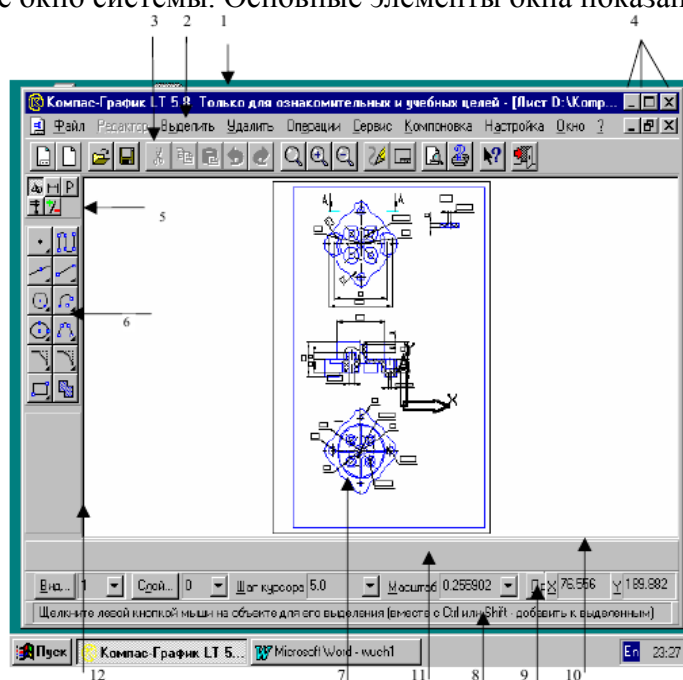 с окно системы. Основные элементы окна показан
3 2 1 4
Компас-График LT 5.8 Только для ознакомительных и учебных целей - [Лист D:\Komp...
Файл Редактор Выделить Удалить Операции Сервис Компоновка Настройка Окно ?
5
6
A A
X
Вид... 1 Слой... 0 Шаг курсора 5.0 Масштаб 0.255902 X 76.556 Y 189.882
Щелкните левой кнопкой мыши на объекте для его выделения (вместе с Ctrl или Shift - добавить к выделенным)
Пуск Компас-График LT 5... Microsoft Word - wuch1 En 23:27
12 7 11 8 9 10